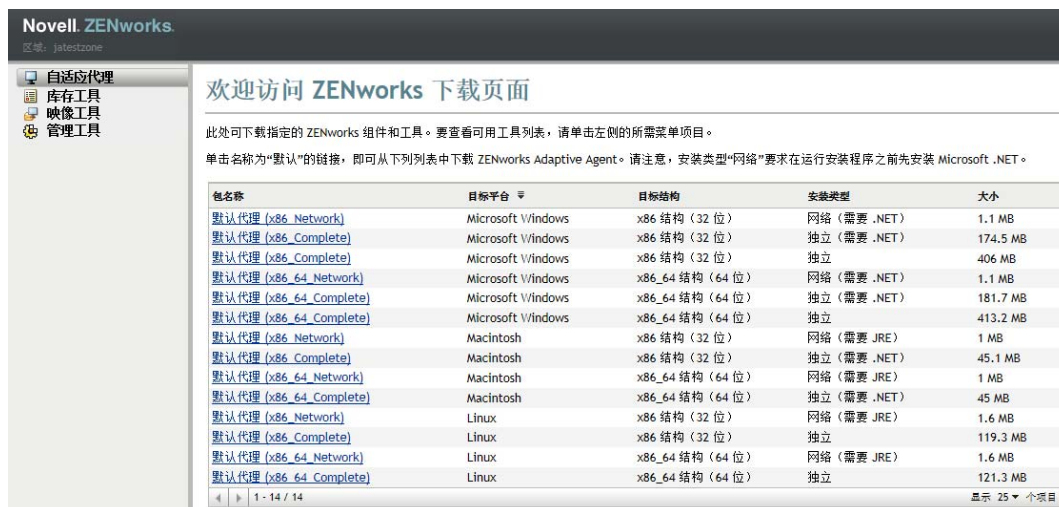 Novell. ZENworks.
区域: jatestzone
自适应代理
库存工具
映像工具
管理工具
欢迎访问 ZENworks 下载页面
此处可下载指定的 ZENworks 组件和工具。要查看可用工具列表，请单击左侧的所需菜单项目。
单击名称为“默认”的链接，即可从下列列表中下载 ZENworks Adaptive Agent。请注意，安装类型“网络”要求在运行安装程序之前先安装 Microsoft .NET。
包名称 目标平台 目标结构 安装类型 大小
默认代理 (x86_Network) Microsoft Windows x86 结构（32 位） 网络（需要 .NET） 1.1 MB
默认代理 (x86_Complete) Microsoft Windows x86 结构（32 位） 独立（需要 .NET） 174.5 MB
默认代理 (x86_Complete) Microsoft Windows x86 结构（32 位） 独立 406 MB
默认代理 (x86_64_Network) Microsoft Windows x86_64 结构（64 位） 网络（需要 .NET） 1.1 MB
默认代理 (x86_64_Complete) Microsoft Windows x86_64 结构（64 位） 独立（需要 .NET） 181.7 MB
默认代理 (x86_64_Complete) Microsoft Windows x86_64 结构（64 位） 独立 413.2 MB
默认代理 (x86_Network) Macintosh x86 结构（32 位） 网络（需要 JRE） 1 MB
默认代理 (x86_Complete) Macintosh x86 结构（32 位） 独立（需要 .NET） 45.1 MB
默认代理 (x86_64_Network) Macintosh x86_64 结构（64 位） 网络（需要 JRE） 1 MB
默认代理 (x86_64_Complete) Macintosh x86_64 结构（64 位） 独立（需要 .NET） 45 MB
默认代理 (x86_Network) Linux x86 结构（32 位） 网络（需要 JRE） 1.6 MB
默认代理 (x86_Complete) Linux x86 结构（32 位） 独立 119.3 MB
默认代理 (x86_64_Network) Linux x86_64 结构（64 位） 网络（需要 JRE） 1.6 MB
默认代理 (x86_64_Complete) Linux x86_64 结构（64 位） 独立 121.3 MB
1 - 14 / 14 显示 25 个项目